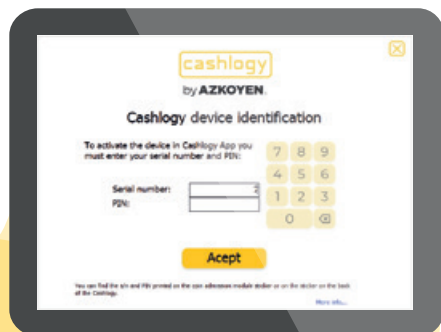 cashlogy
by AZKOYEN.
Cashlogy device identification
To activate the device in Cashlogy App you
must enter your serial number and PIN:
7 8 9
4 5 6
1 2 3
0
Serial number:
PIN:
Acept
You can find the s/n and PIN printed on the coin admission module sticker or on the sticker on the back
of the Cashlogy.
More info...